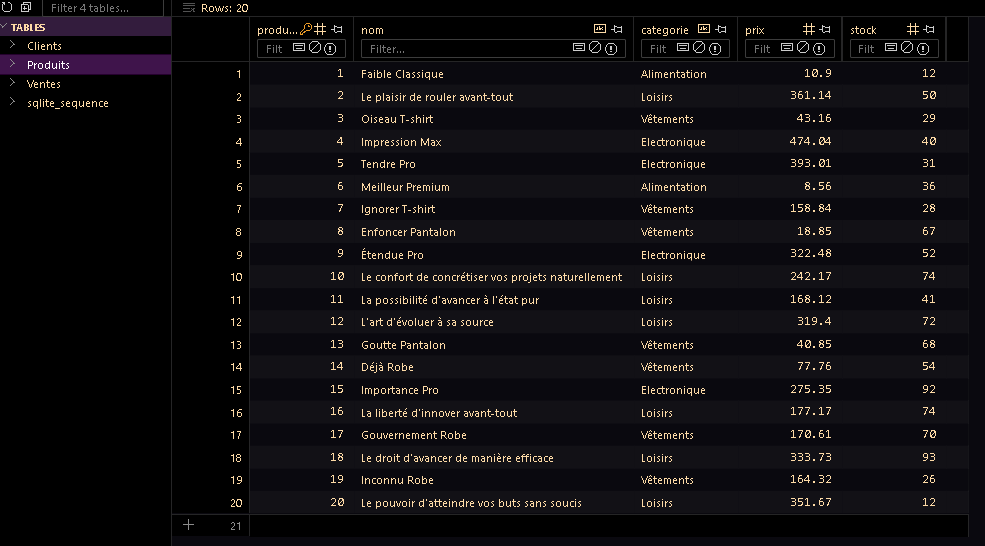 Filter 4 tables...
Rows: 20
TABLES
Clients
Produits
Ventes
sqlite_sequence
produ... nom categorie prix stock
Filt Filter... Filt Filt Filt
1 1 Faible Classique Alimentation 10.9 12
2 2 Le plaisir de rouler avant-tout Loisirs 361.14 50
3 3 Oiseau T-shirt Vêtements 43.16 29
4 4 Impression Max Electronique 474.04 40
5 5 Tendre Pro Electronique 393.01 31
6 6 Meilleur Premium Alimentation 8.56 36
7 7 Ignorer T-shirt Vêtements 158.84 28
8 8 Enfoncer Pantalon Vêtements 18.85 67
9 9 Étendue Pro Electronique 322.48 52
10 10 Le confort de concrétiser vos projets naturellement Loisirs 242.17 74
11 11 La possibilité d'avancer à l'état pur Loisirs 168.12 41
12 12 L'art d'évoluer à sa source Loisirs 319.4 72
13 13 Goutte Pantalon Vêtements 40.85 68
14 14 Déjà Robe Vêtements 77.76 54
15 15 Importance Pro Electronique 275.35 92
16 16 La liberté d'innover avant-tout Loisirs 177.17 74
17 17 Gouvernement Robe Vêtements 170.61 70
18 18 Le droit d'avancer de manière efficace Loisirs 333.73 93
19 19 Inconnu Robe Vêtements 164.32 26
20 20 Le pouvoir d'atteindre vos buts sans soucis Loisirs 351.67 12
21